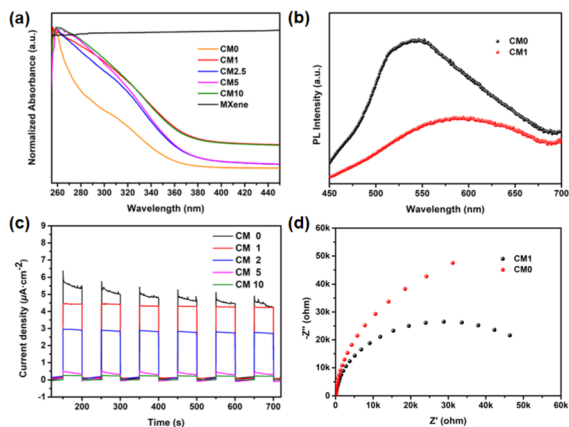 (a)
Normalized Absorbance (a.u.)
CM0
CM1
CM2.5
CM5
CM10
MXene
260 280 300 320 340 360 380 400 420 440
Wavelength (nm)
(b)
PL Intensity (a.u.)
CM0
CM1
450 500 550 600 650 700
Wavelength (nm)
(c)
Current density (μA·cm-2)
6
5
4
3
2
1
0
-1
CM 0
CM 1
CM 2
CM 5
CM 10
200 300 400 500 600 700
Time (s)
(d)
-Z'' (ohm)
60k
50k
40k
30k
20k
10k
0
CM1
CM0
0 10k 20k 30k 40k 50k 60k
Z' (ohm)